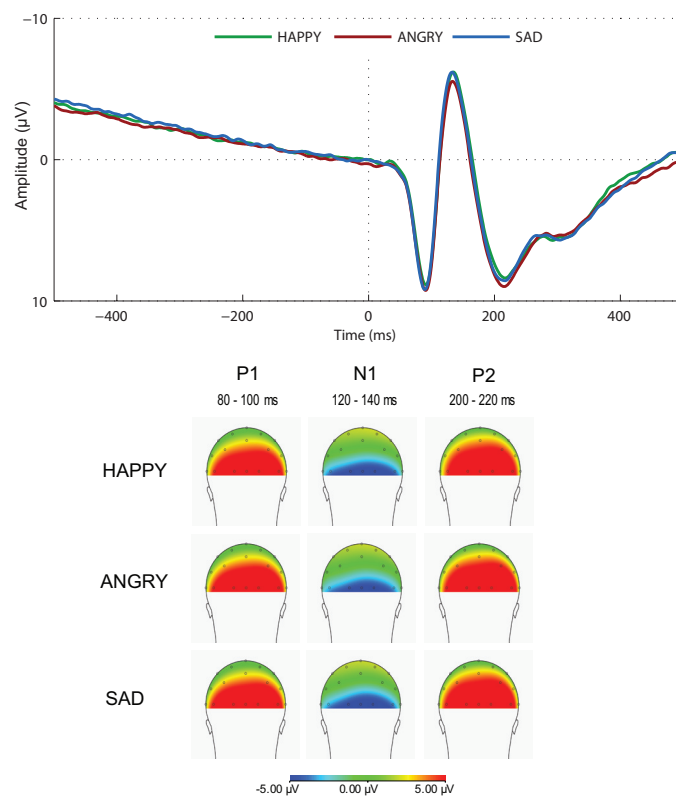 −10
HAPPY ANGRY SAD
Amplitude (μV)
0
10
−400 −200 0 200 400
Time (ms)
P1 N1 P2
80 - 100 ms 120 - 140 ms 200 - 220 ms
HAPPY
ANGRY
SAD
-5.00 μV 0.00 μV 5.00 μV